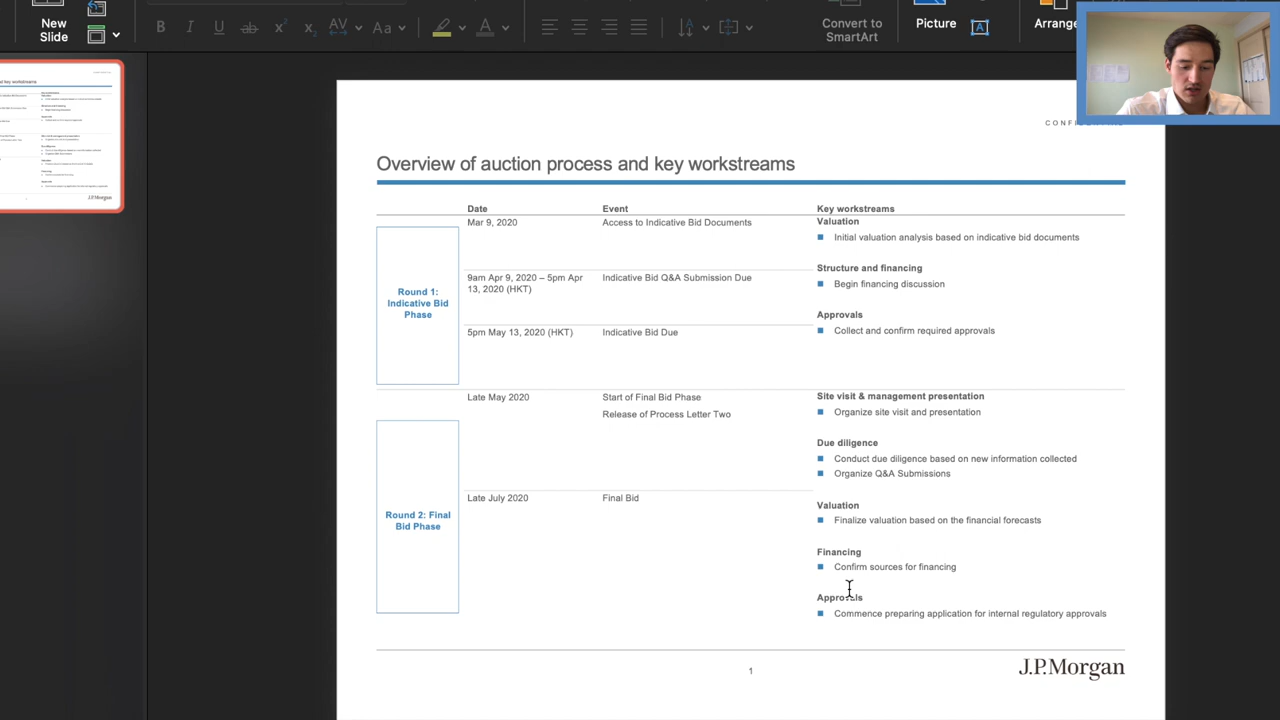 New
Slide
B I U ab x² x₂ AV Aa A
Convert to
SmartArt
Picture
A
Arrange
Overview of auction process and key workstreams
Date Event Key workstreams
Round 1:
Indicative Bid
Phase
Mar 9, 2020 Access to Indicative Bid Documents
9am Apr 9, 2020 – 5pm Apr
13, 2020 (HKT)
Indicative Bid Q&A Submission Due
5pm May 13, 2020 (HKT) Indicative Bid Due
Valuation
Initial valuation analysis based on indicative bid documents
Structure and financing
Begin financing discussion
Approvals
Collect and confirm required approvals
Round 2: Final
Bid Phase
Late May 2020 Start of Final Bid Phase
Release of Process Letter Two
Late July 2020 Final Bid
Site visit & management presentation
Organize site visit and presentation
Due diligence
Conduct due diligence based on new information collected
Organize Q&A Submissions
Valuation
Finalize valuation based on the financial forecasts
Financing
Confirm sources for financing
Approvals
Commence preparing application for internal regulatory approvals
1
J.P.Morgan